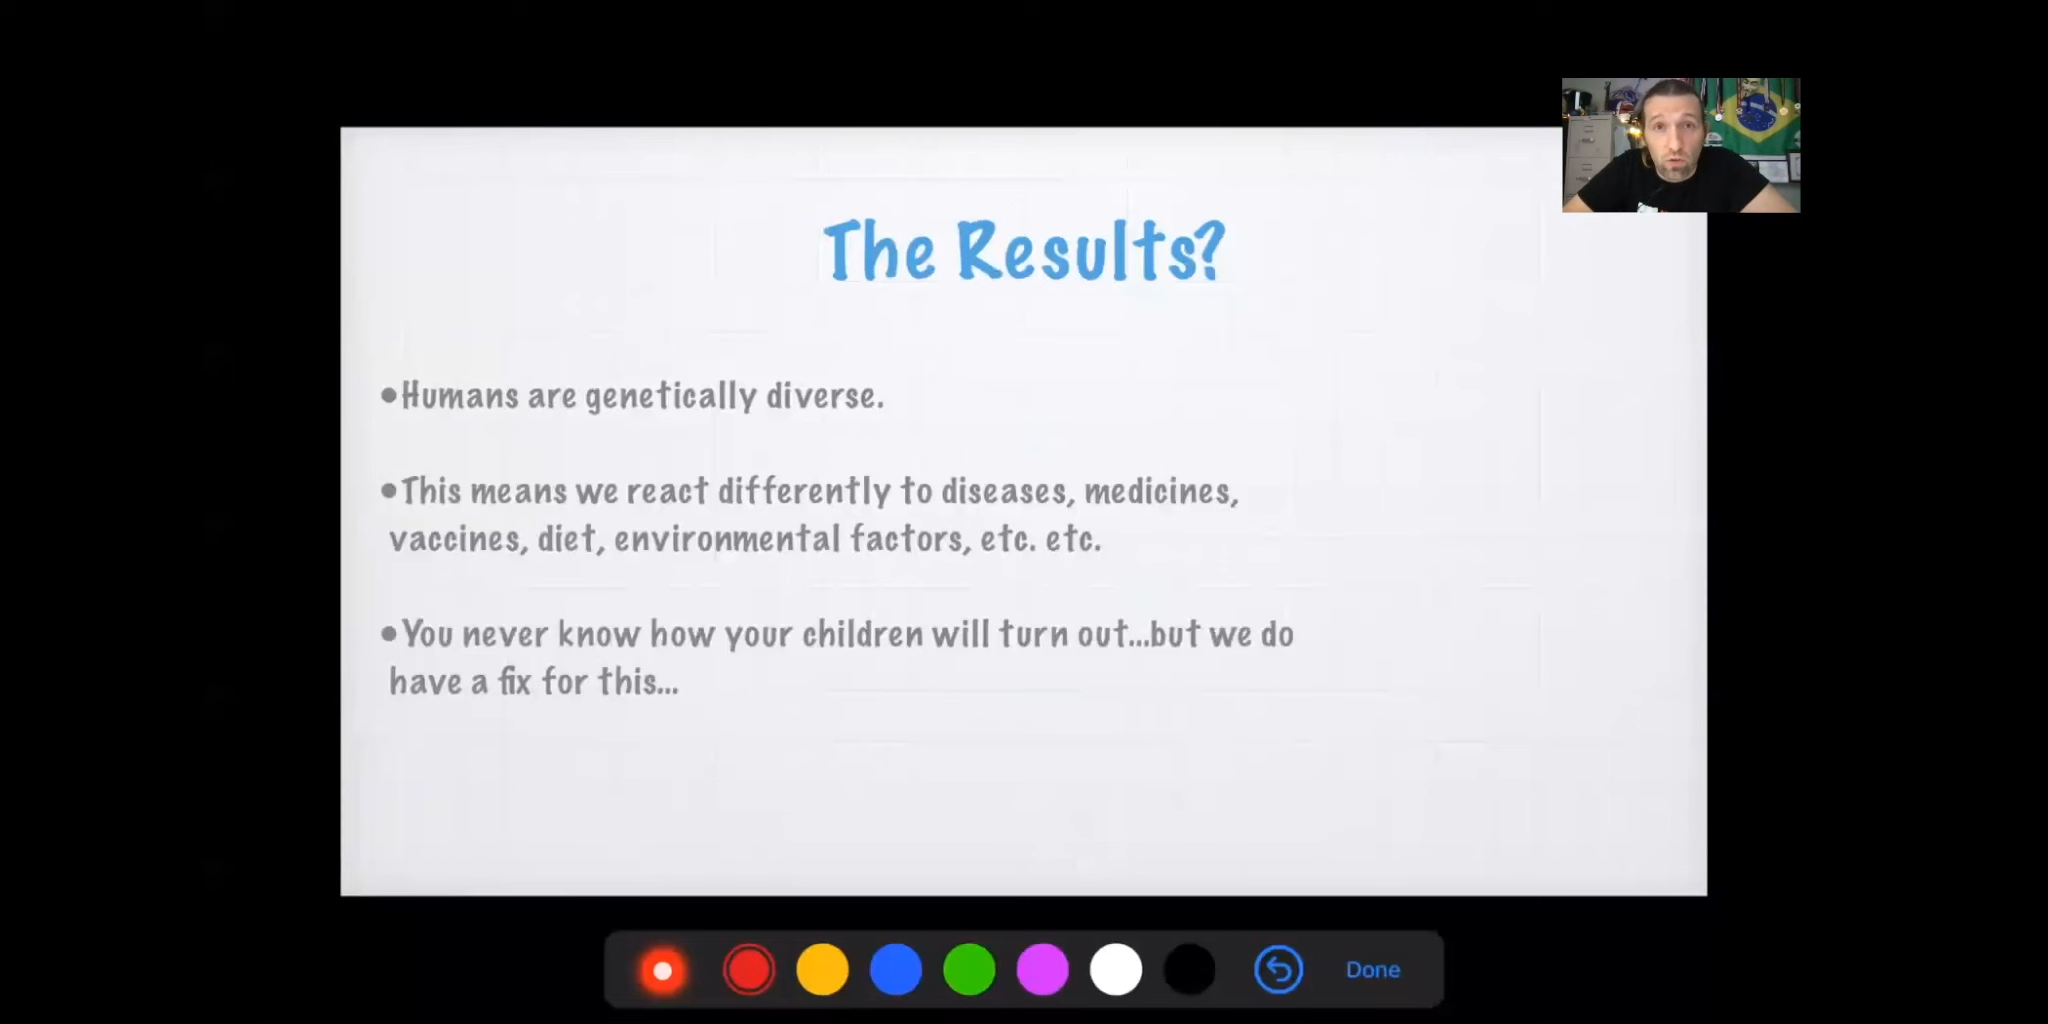 The Results?
•Humans are genetically diverse.
•This means we react differently to diseases, medicines,
vaccines, diet, environmental factors, etc. etc.
•You never know how your children will turn out...but we do
have a fix for this...
Done